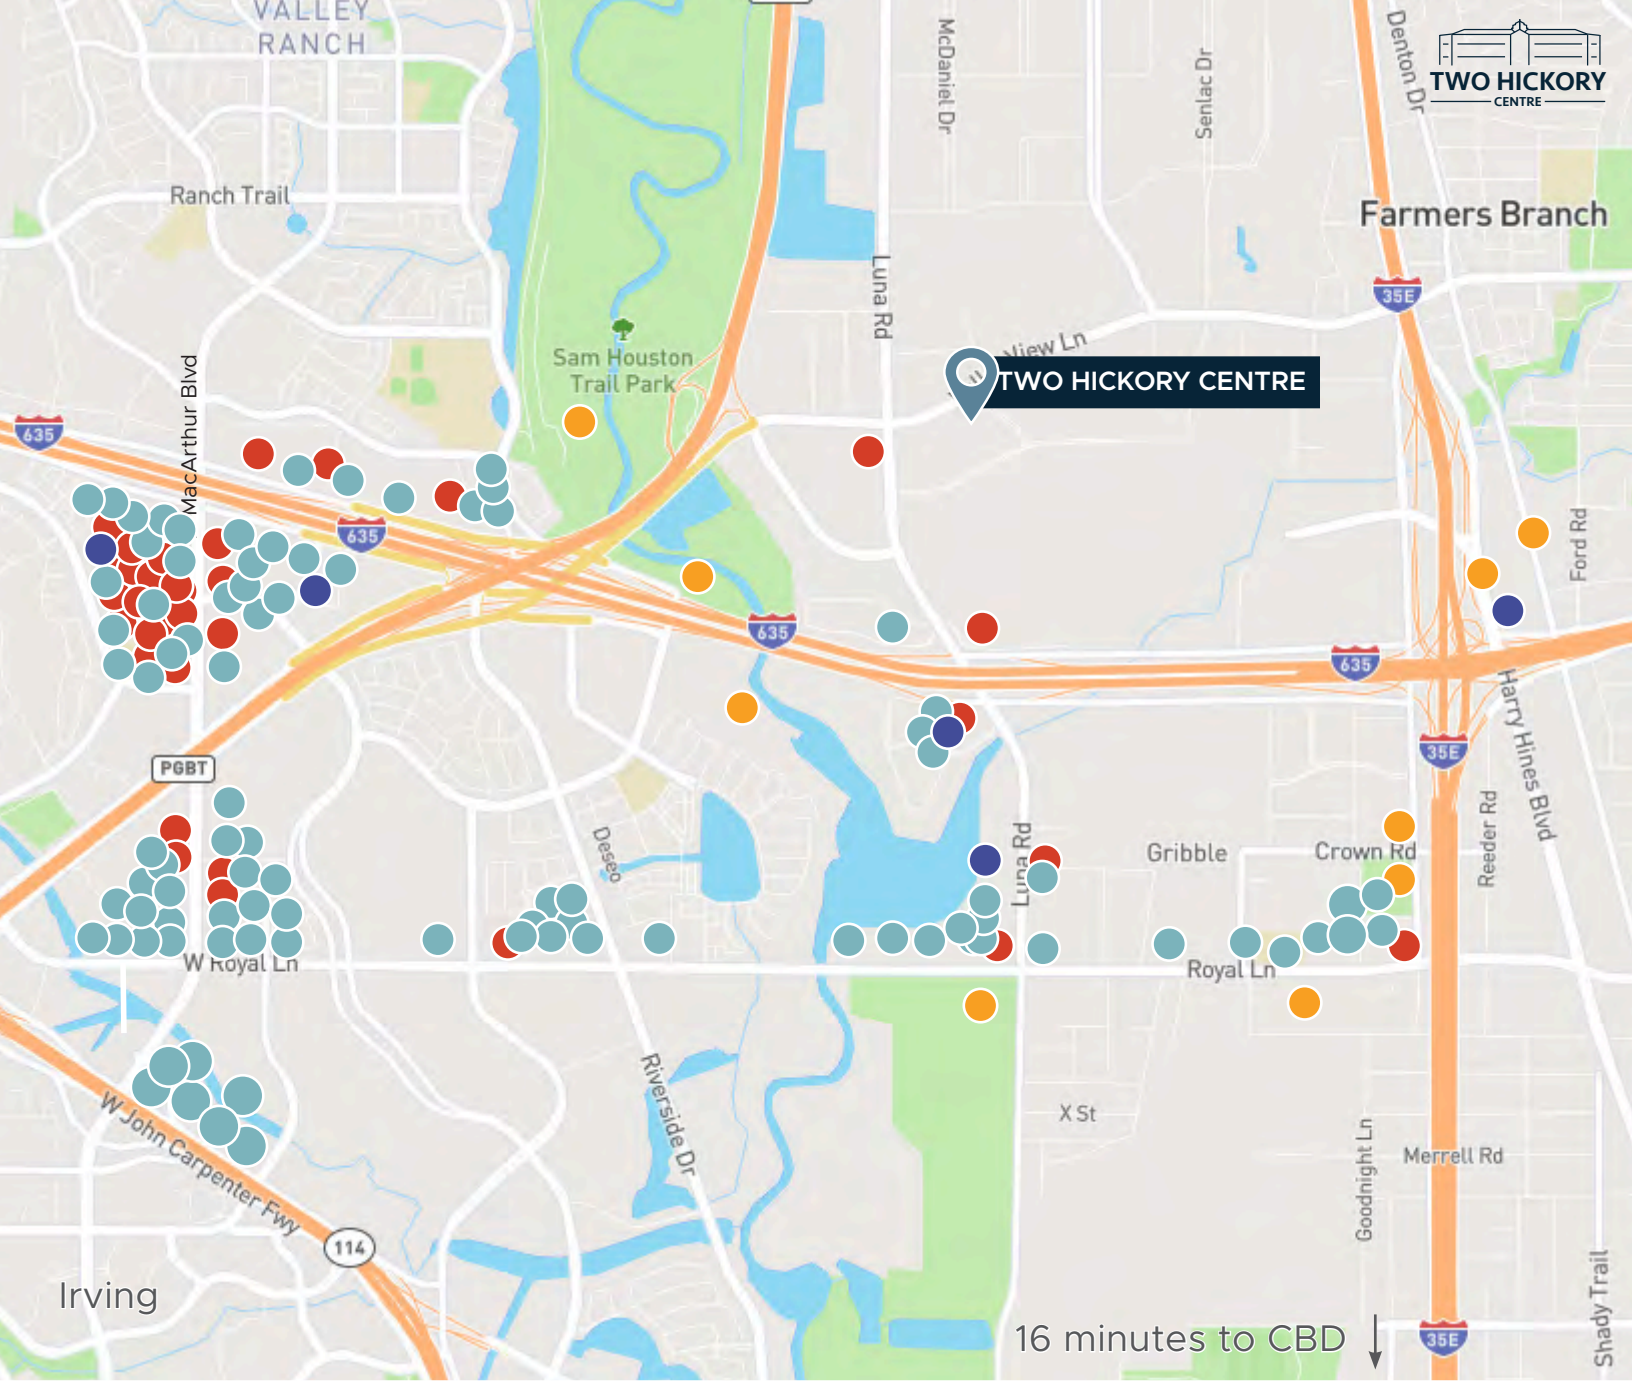 VALLEY
RANCH
McDaniel Dr
Senlac Dr
Denton Dr
TWO HICKORY
CENTRE
Ranch Trail
Farmers Branch
Luna Rd
35E
Sam Houston
Trail Park
View Ln
TWO HICKORY CENTRE
MacArthur Blvd
635
635
Ford Rd
635
635
Harry Hines Blvd
35E
PGBT
Deseo
Luna Rd
Gribble
Crown Rd
Reeder Rd
W Royal Ln
Royal Ln
Riverside Dr
X St
W John Carpenter Fwy
Goodnight Ln
Merrell Rd
114
Irving
Shady Trail
16 minutes to CBD
35E